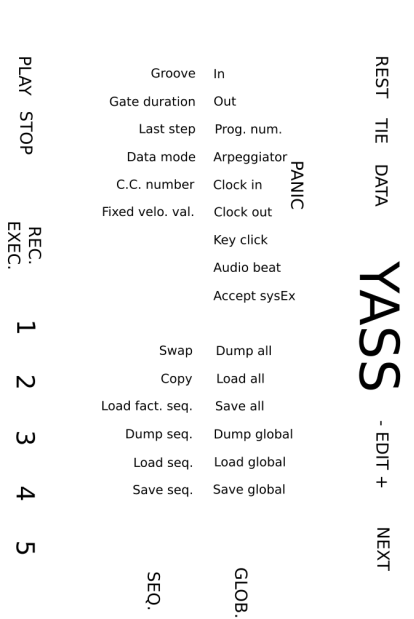 PLAY STOP
REC.
EXEC.
1
2
3
4
5
Groove
Gate duration
Last step
Data mode
C.C. number
Fixed velo. val.
In
Out
Prog. num.
Arpeggiator
Clock in
Clock out
Key click
Audio beat
Accept sysEx
PANIC
Swap
Copy
Load fact. seq.
Dump seq.
Load seq.
Save seq.
Dump all
Load all
Save all
Dump global
Load global
Save global
SEQ.
GLOB.
REST TIE DATA
YASS
- EDIT +
NEXT